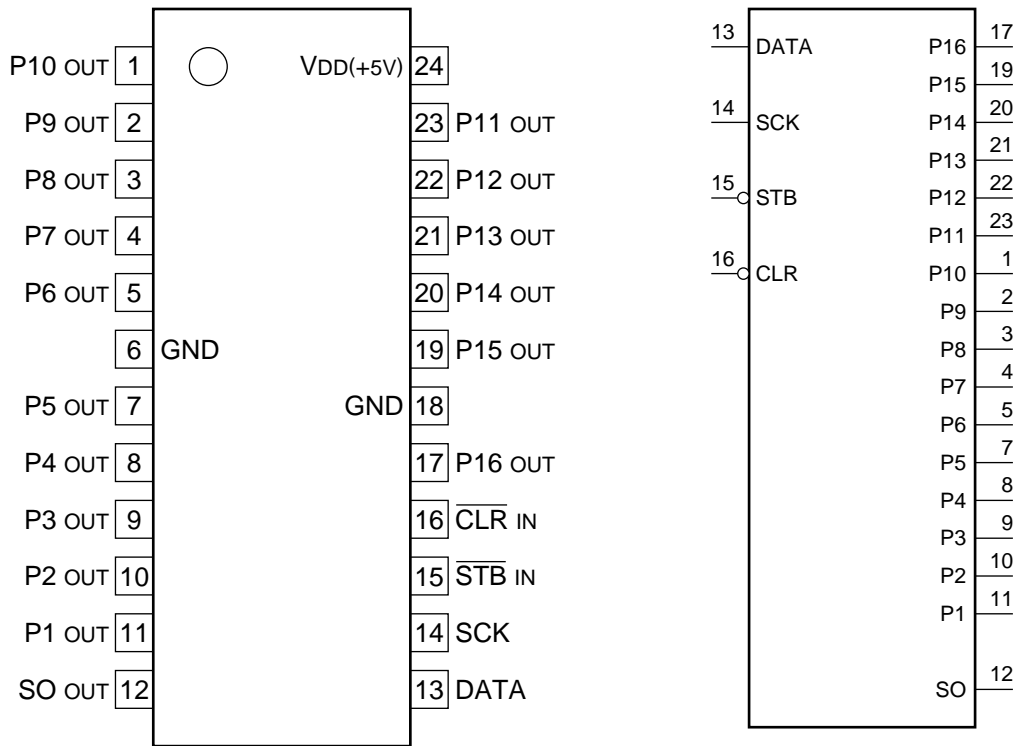 P10 OUT 1 VDD(+5V) 24
P9 OUT 2 23 P11 OUT
P8 OUT 3 22 P12 OUT
P7 OUT 4 21 P13 OUT
P6 OUT 5 20 P14 OUT
6 GND 19 P15 OUT
P5 OUT 7 GND 18
P4 OUT 8 17 P16 OUT
P3 OUT 9 16 CLR IN
P2 OUT 10 15 STB IN
P1 OUT 11 14 SCK
SO OUT 12 13 DATA
13 DATA P16 17
P15 19
14 SCK P14 20
P13 21
15 STB P12 22
P11 23
16 CLR P10 1
P9 2
P8 3
P7 4
P6 5
P5 7
P4 8
P3 9
P2 10
P1 11
SO 12